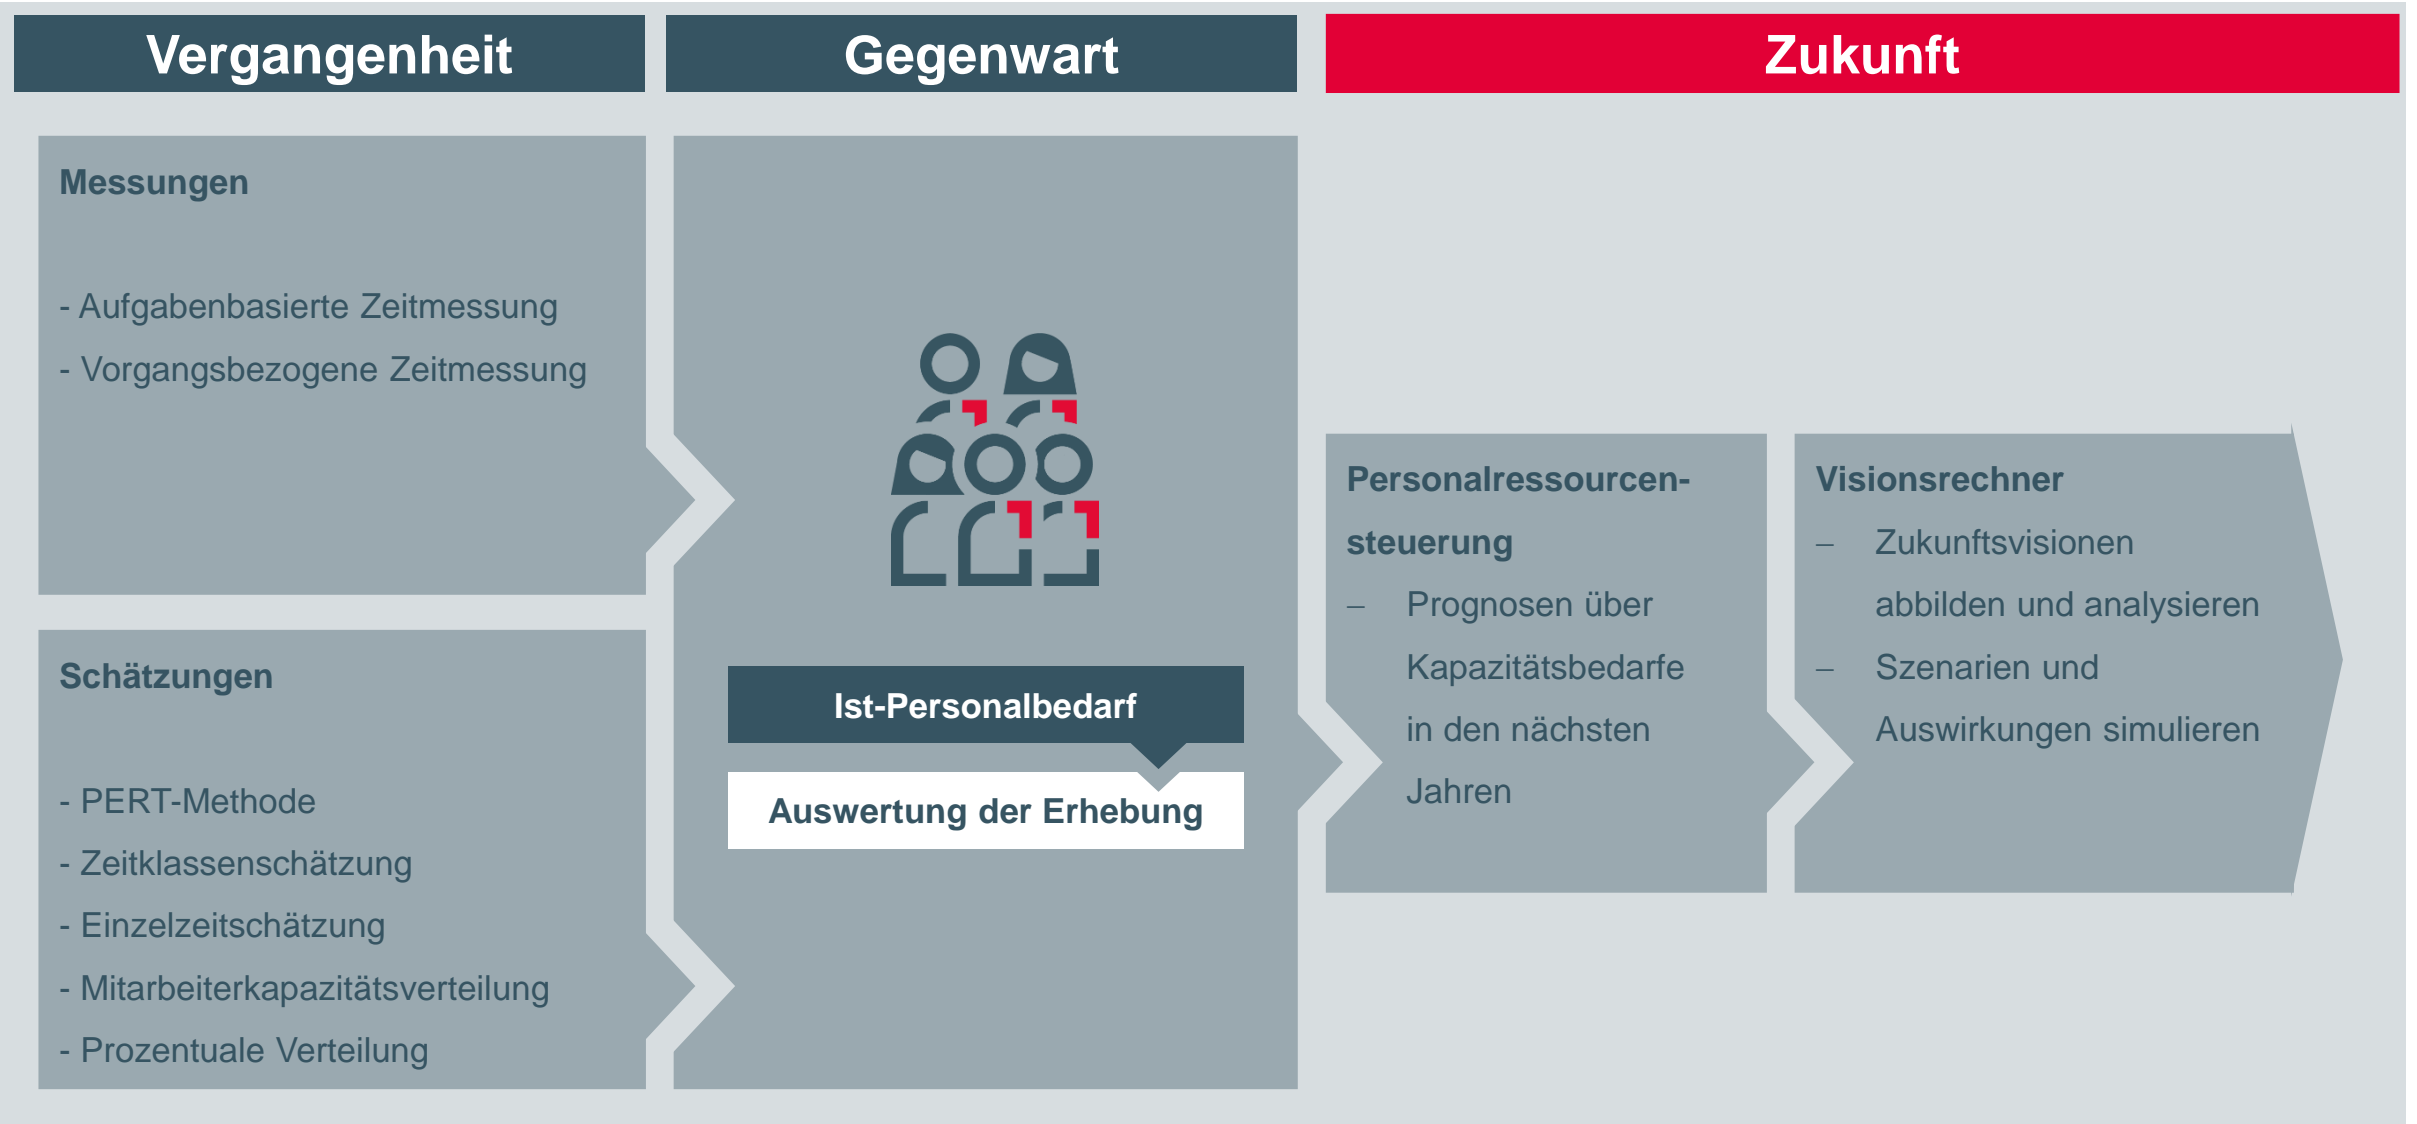 Vergangenheit
Gegenwart
Zukunft
Messungen
- Aufgabenbasierte Zeitmessung
- Vorgangsbezogene Zeitmessung
Schätzungen
- PERT-Methode
- Zeitklassenschätzung
- Einzelzeitschätzung
- Mitarbeiterkapazitätsverteilung
- Prozentuale Verteilung
Ist-Personalbedarf
Auswertung der Erhebung
Personalressourcen-
steuerung
– Prognosen über
Kapazitätsbedarfe
in den nächsten
Jahren
Visionsrechner
– Zukunftsvisionen
abbilden und analysieren
– Szenarien und
Auswirkungen simulieren